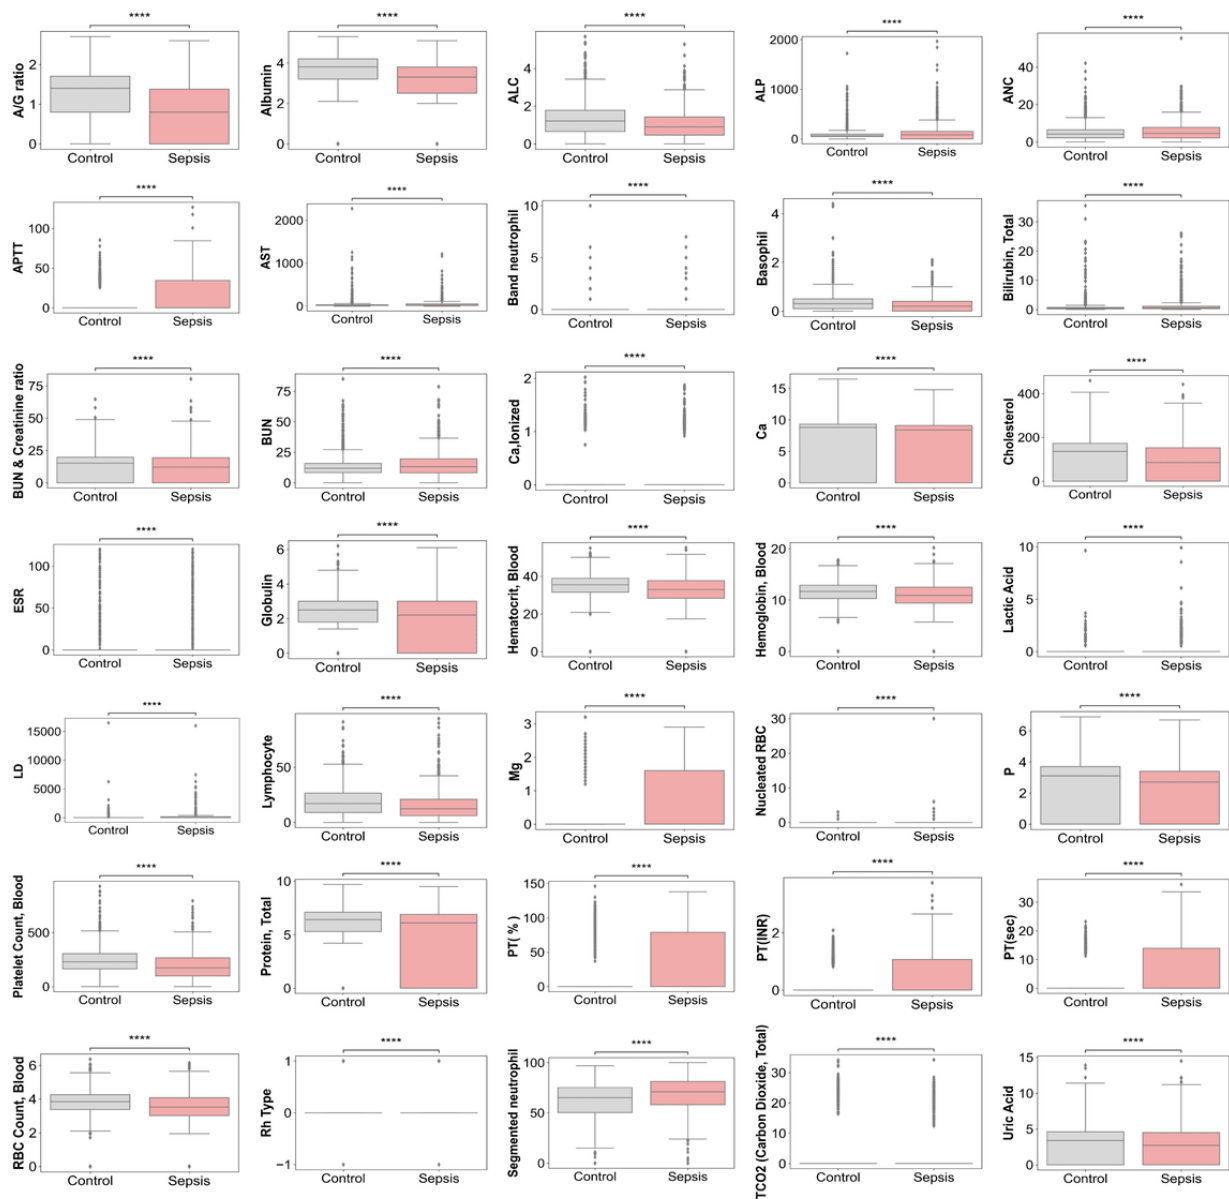 **** **** **** **** ****
A/G ratio 2 1 0 Control Sepsis
Albumin 4 2 0 Control Sepsis
ALC 4 2 0 Control Sepsis
ALP 2000 1000 0 Control Sepsis
ANC 40 20 0 Control Sepsis
**** **** **** **** ****
APTT 100 50 0 Control Sepsis
AST 2000 1000 0 Control Sepsis
Band neutrophil 10 5 0 Control Sepsis
Basophil 4 2 0 Control Sepsis
Bilirubin, Total 30 20 10 0 Control Sepsis
**** **** **** **** ****
BUN & Creatinine ratio 75 50 25 0 Control Sepsis
BUN 75 50 25 0 Control Sepsis
Ca,Ionized 2 1 0 Control Sepsis
Ca 15 10 5 0 Control Sepsis
Cholesterol 400 200 0 Control Sepsis
**** **** **** **** ****
ESR 100 50 0 Control Sepsis
Globulin 6 4 2 0 Control Sepsis
Hematocrit, Blood 40 20 0 Control Sepsis
Hemoglobin, Blood 20 10 0 Control Sepsis
Lactic Acid 10 5 0 Control Sepsis
**** **** **** **** ****
LD 15000 10000 5000 0 Control Sepsis
Lymphocyte 50 0 Control Sepsis
Mg 3 2 1 0 Control Sepsis
Nucleated RBC 30 20 10 0 Control Sepsis
P 6 4 2 0 Control Sepsis
**** **** **** **** ****
Platelet Count, Blood 500 0 Control Sepsis
Protein, Total 10 5 0 Control Sepsis
PT( % ) 150 100 50 0 Control Sepsis
PT(INR) 2 0 Control Sepsis
PT(sec) 30 20 10 0 Control Sepsis
**** **** **** **** ****
RBC Count, Blood 6 4 2 0 Control Sepsis
Rh Type 1 0 −1 Control Sepsis
Segmented neutrophil 100 50 0 Control Sepsis
TCO2 (Carbon Dioxide, Total) 30 20 10 0 Control Sepsis
Uric Acid 15 10 5 0 Control Sepsis